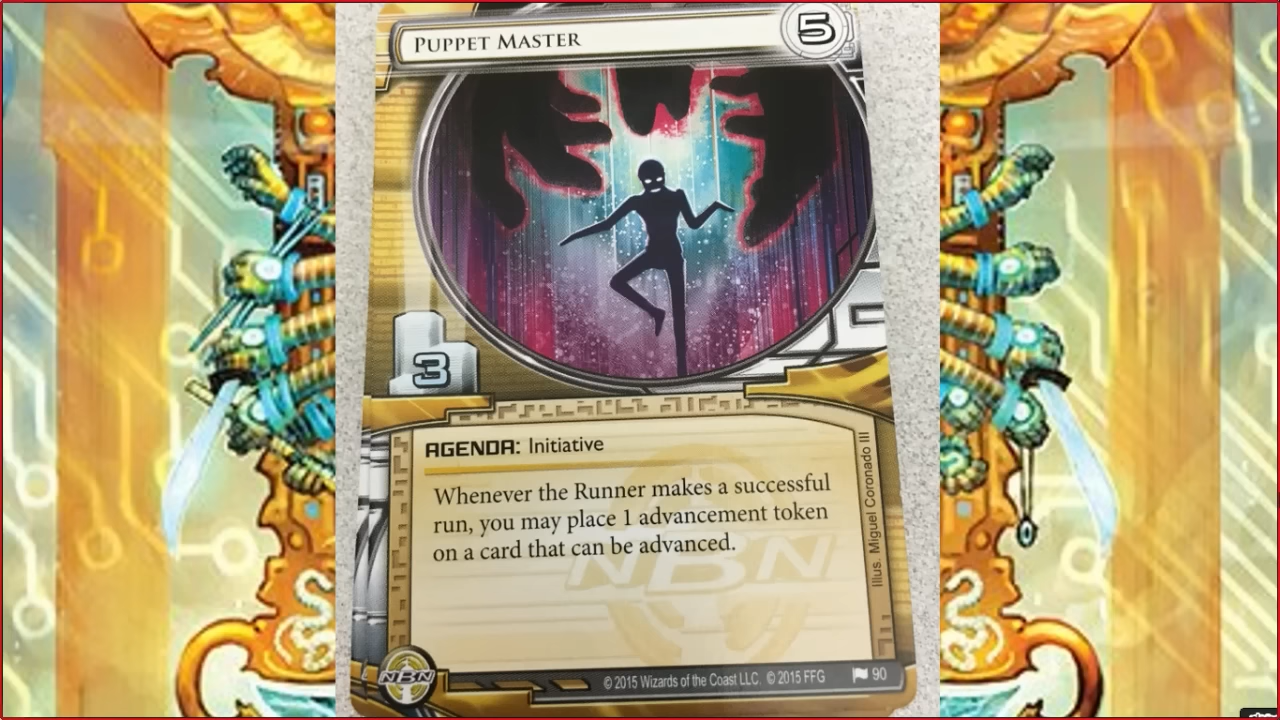 PUPPET MASTER
5
3
AGENDA: Initiative
Whenever the Runner makes a successful
run, you may place 1 advancement token
on a card that can be advanced.
NBN
Illus. Miguel Coronado III
NBN
© 2015 Wizards of the Coast LLC. © 2015 FFG
90